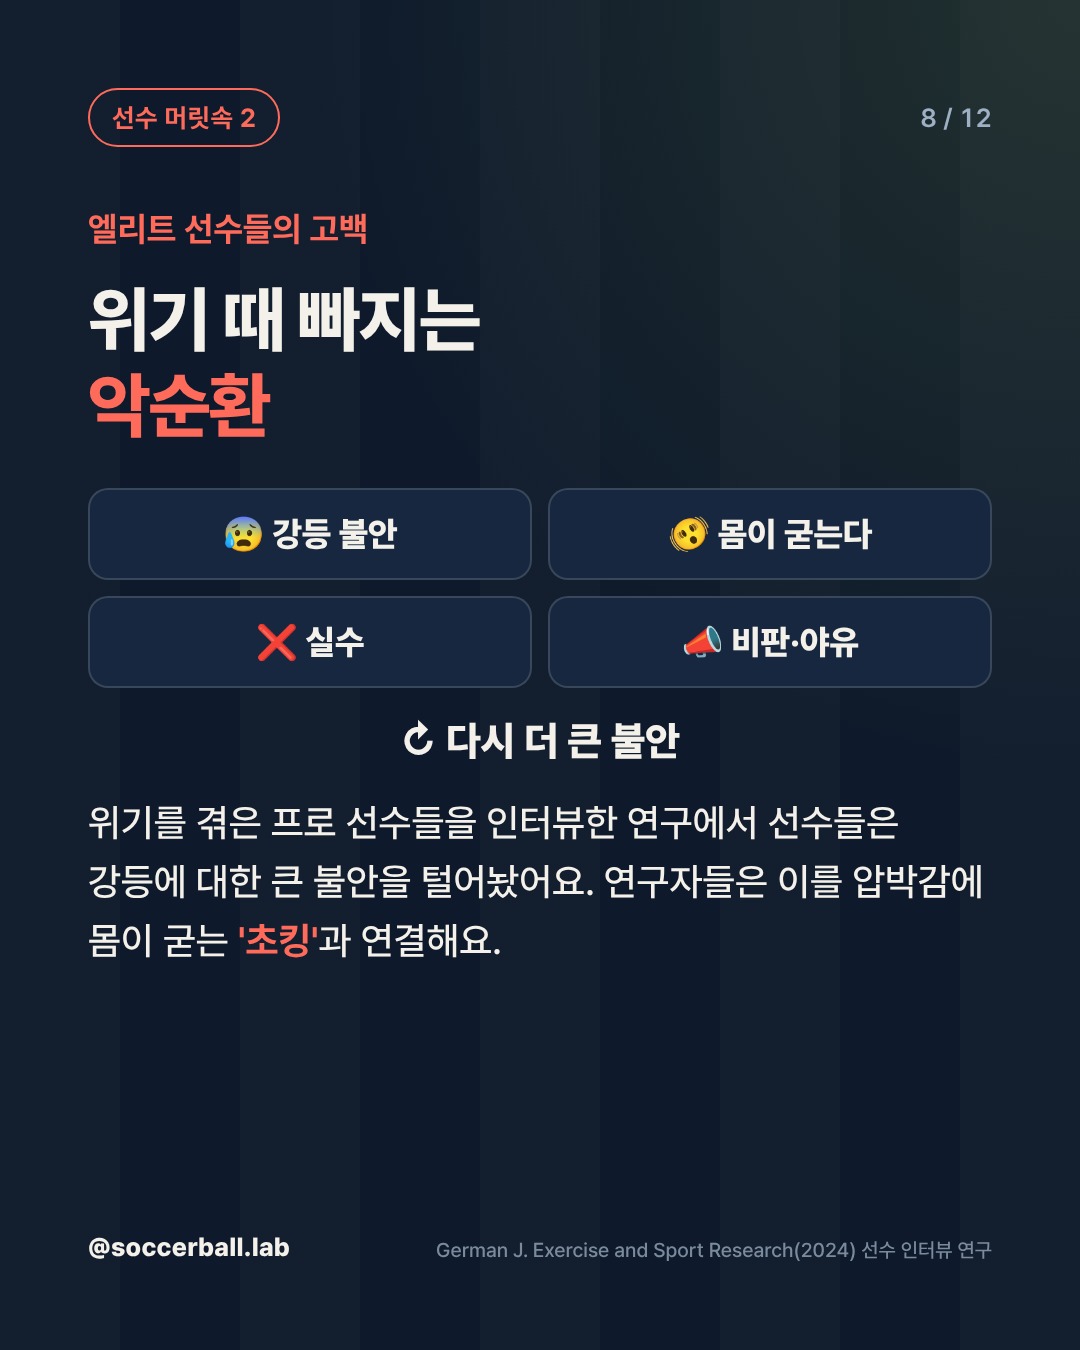 선수 머릿속 2
8 / 12
엘리트 선수들의 고백
위기 때 빠지는
악순환
😰 강등 불안
🫨 몸이 굳는다
❌ 실수
📣 비판·야유
↻ 다시 더 큰 불안
위기를 겪은 프로 선수들을 인터뷰한 연구에서 선수들은
강등에 대한 큰 불안을 털어놨어요. 연구자들은 이를 압박감에
몸이 굳는 '초킹'과 연결해요.
@soccerball.lab
German J. Exercise and Sport Research(2024) 선수 인터뷰 연구